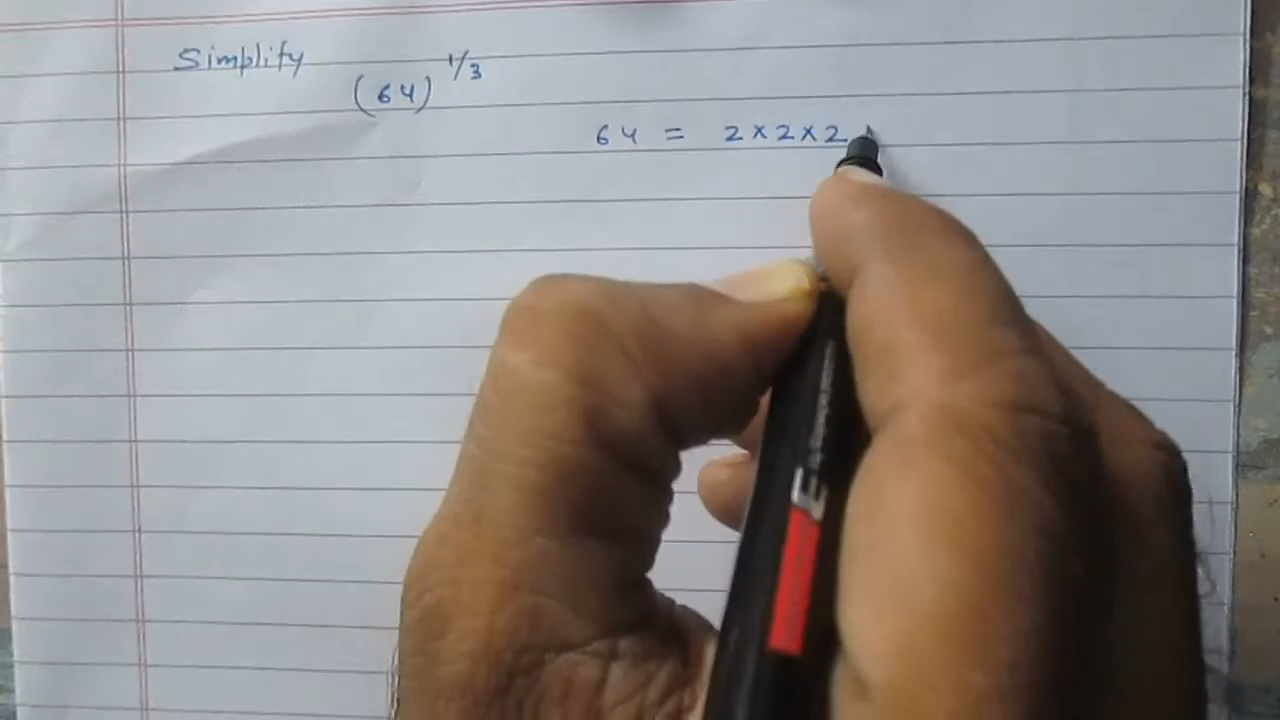 Simplify
(64)^1/3
64 = 2×2×2